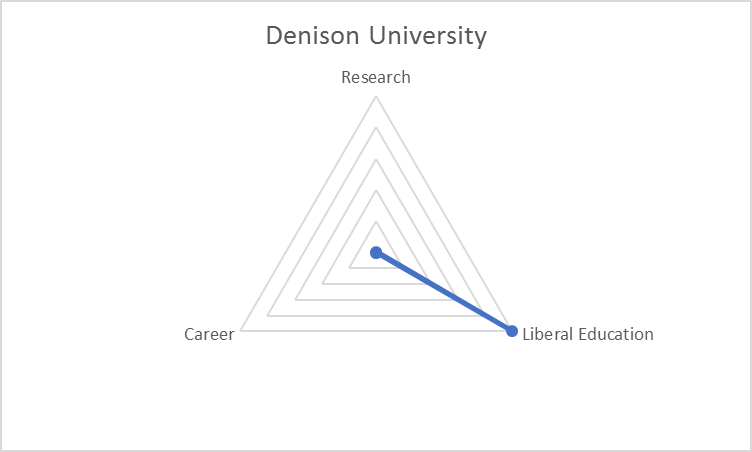 Denison University
Research
Career
Liberal Education